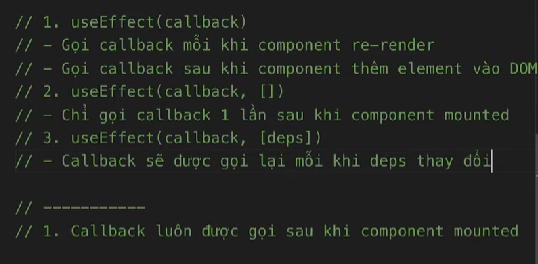 // 1. useEffect(callback)
// - Gọi callback mỗi khi component re-render
// - Gọi callback sau khi component thêm element vào DOM
// 2. useEffect(callback, [])
// - Chỉ gọi callback 1 lần sau khi component mounted
// 3. useEffect(callback, [deps])
// - Callback sẽ được gọi lại mỗi khi deps thay đổi
// -----------
// 1. Callback luôn được gọi sau khi component mounted